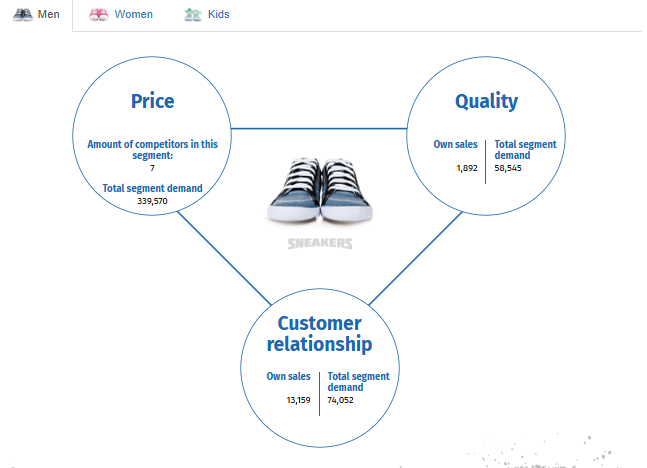 Men
Women
Kids
Price
Amount of competitors in this
segment:
7
Total segment demand
339,570
Quality
Own sales
1,892
Total segment
demand
58,545
SNEAKERS
Customer
relationship
Own sales
13,159
Total segment
demand
74,052